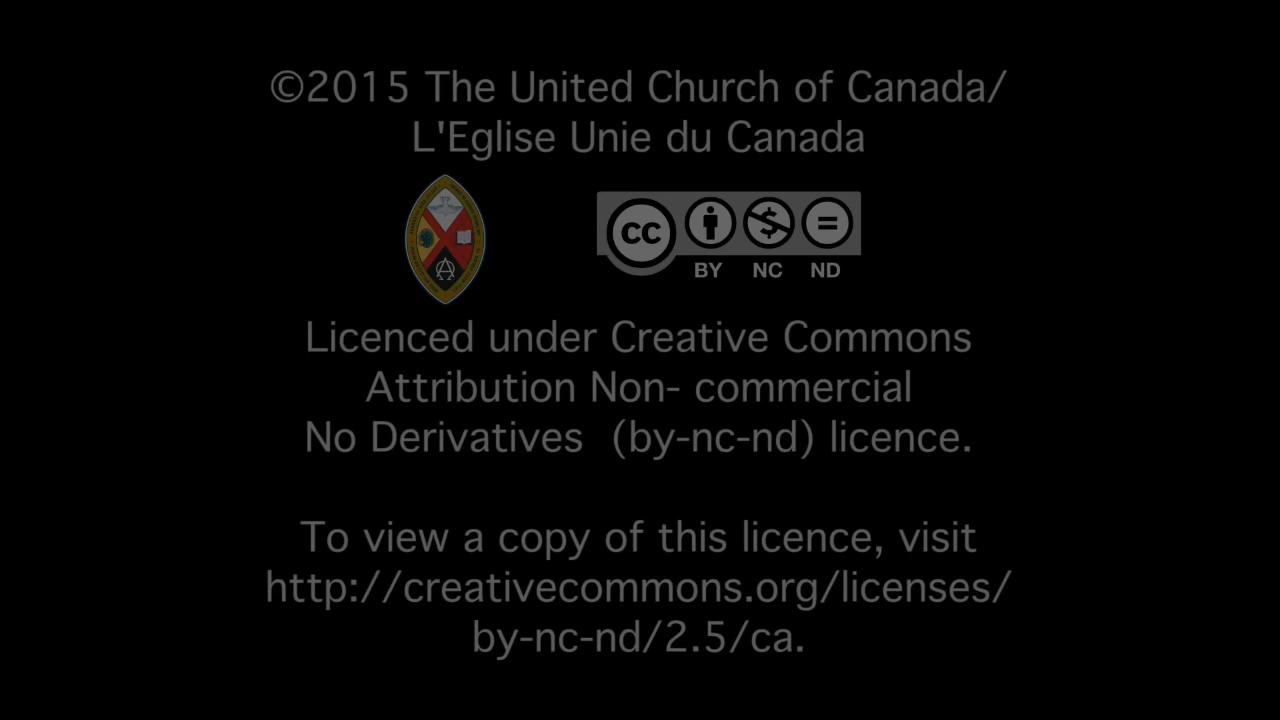 ©2015 The United Church of Canada/
L'Eglise Unie du Canada
CC BY NC ND
Licenced under Creative Commons
Attribution Non- commercial
No Derivatives (by-nc-nd) licence.
To view a copy of this licence, visit
http://creativecommons.org/licenses/
by-nc-nd/2.5/ca.